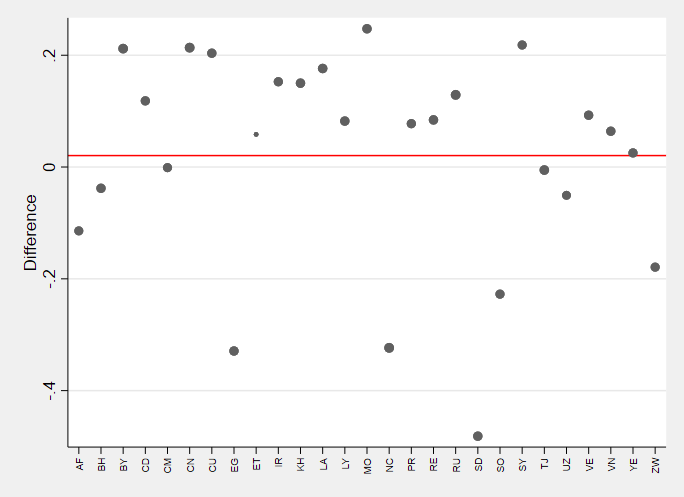 Difference
.2
0
-.2
-.4
AF BH BY CD CM CN CU EG ET IR KH LA LY MO NC PR RE RU SD SO SY TJ UZ VE VN YE ZW